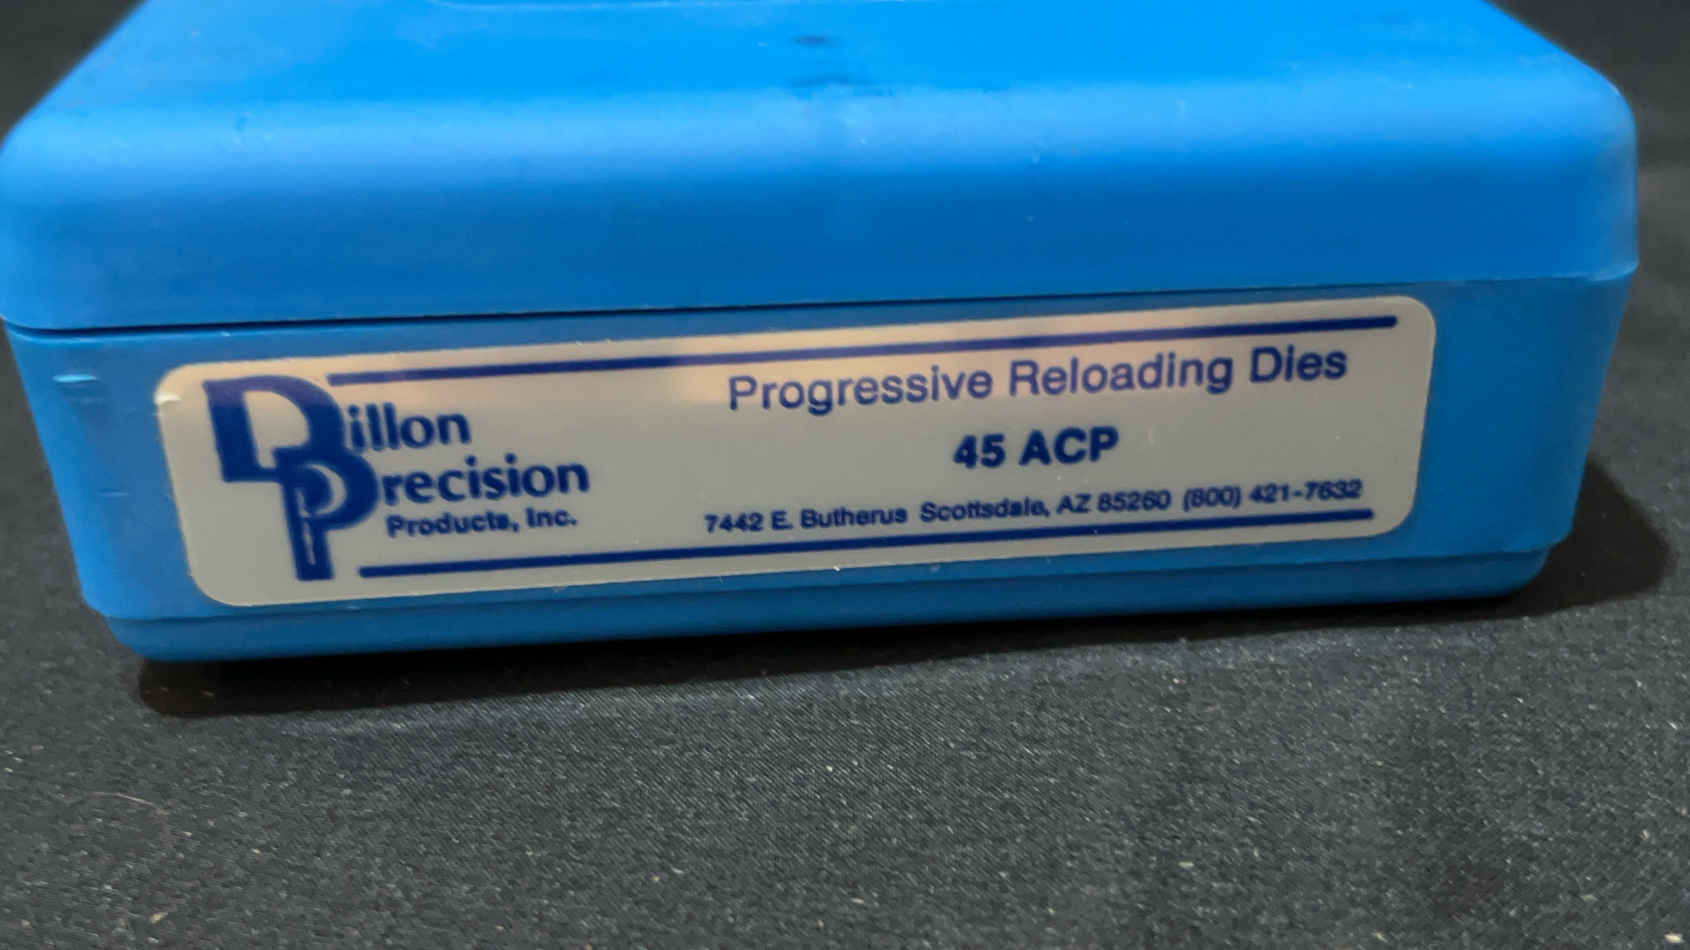 Dillon
Precision
Products, Inc.
Progressive Reloading Dies
45 ACP
7442 E. Butherus Scottsdale, AZ 85260 (800) 421-7632